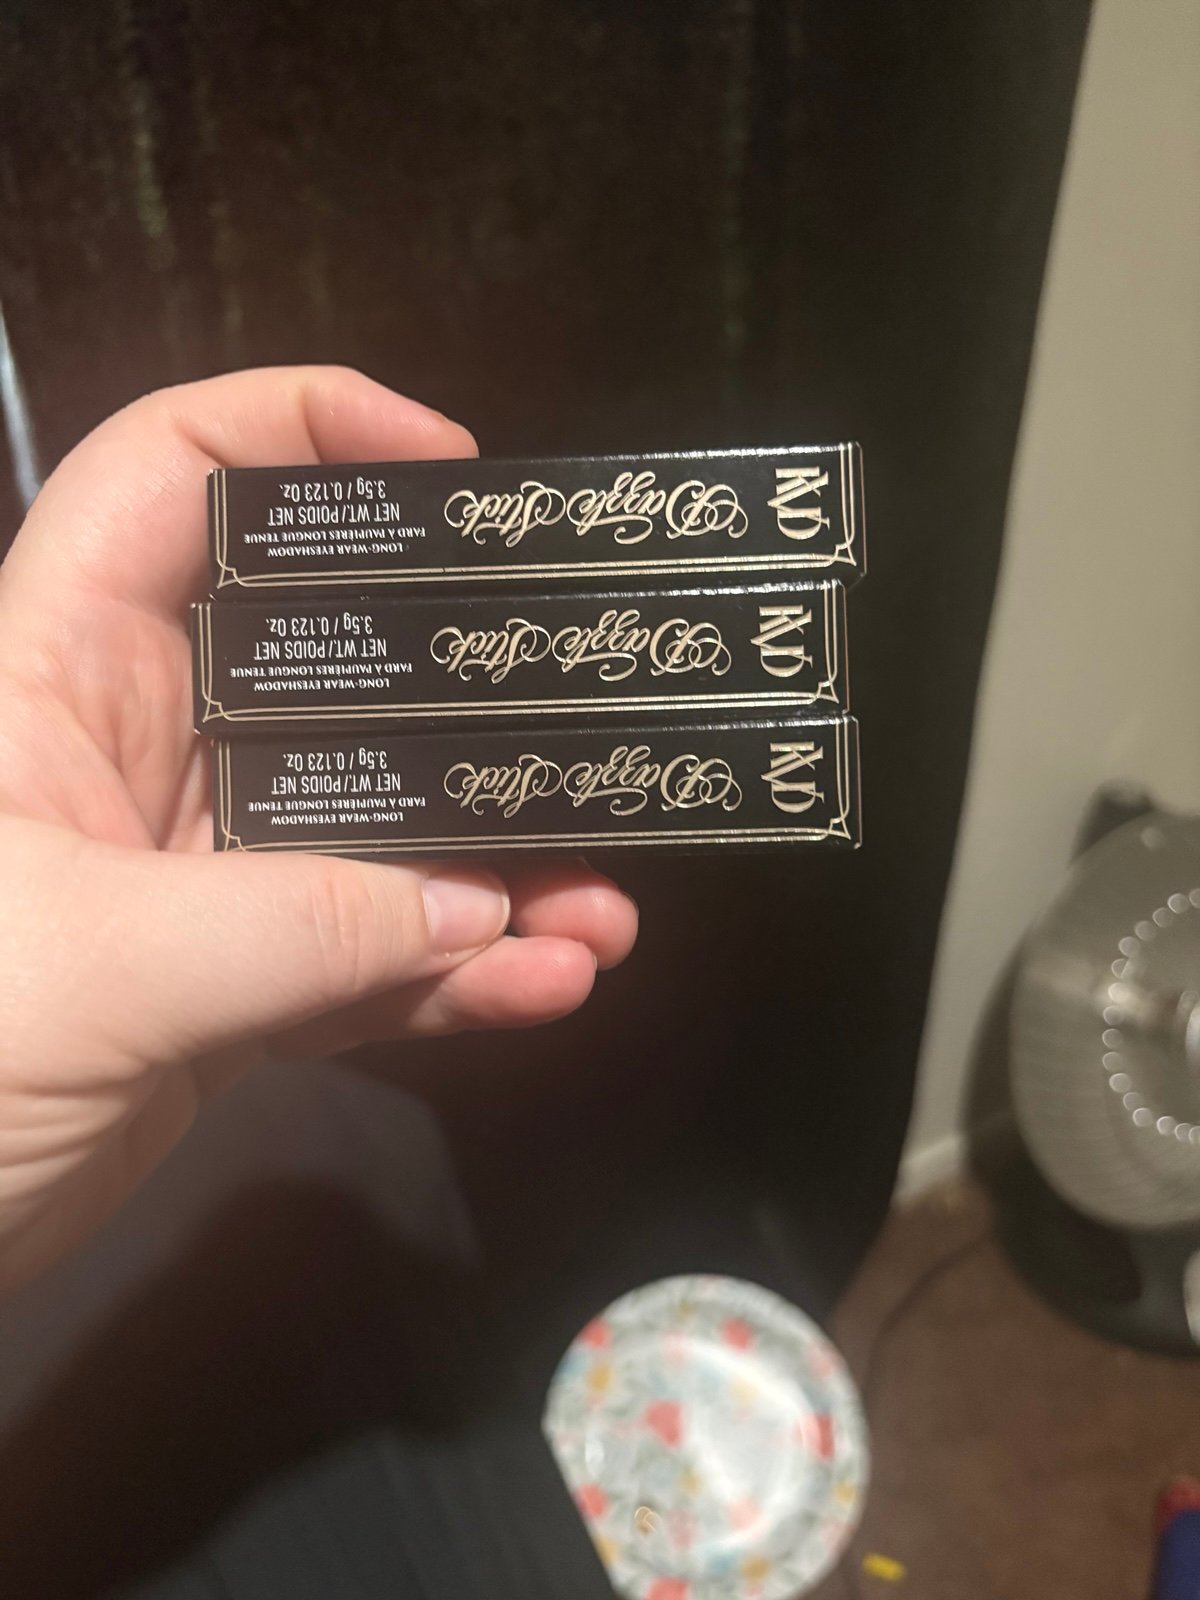 KVD
Dazzle Stick
LONG-WEAR EYESHADOW
FARD À PAUPIÈRES LONGUE TENUE
NET WT./POIDS NET
3.5g / 0.123 Oz.
KVD
Dazzle Stick
LONG-WEAR EYESHADOW
FARD À PAUPIÈRES LONGUE TENUE
NET WT./POIDS NET
3.5g / 0.123 Oz.
KVD
Dazzle Stick
LONG-WEAR EYESHADOW
FARD À PAUPIÈRES LONGUE TENUE
NET WT./POIDS NET
3.5g / 0.123 Oz.